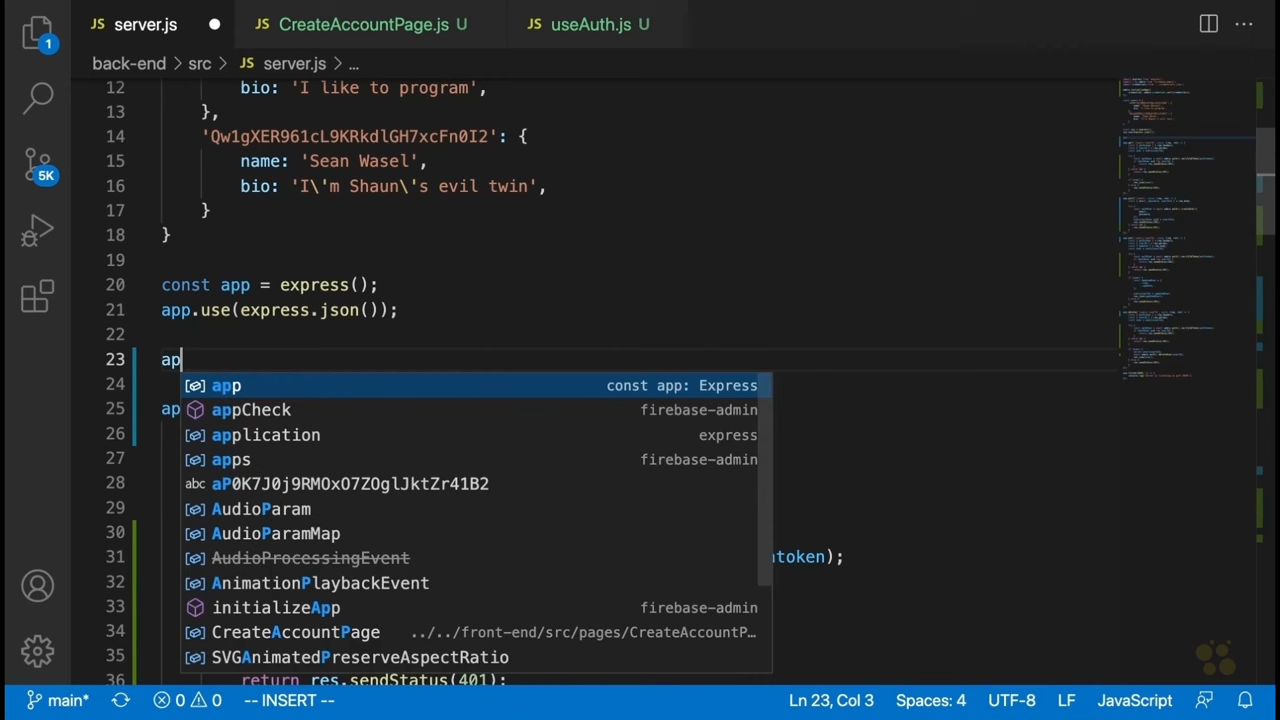 JS server.js JS CreateAccountPage.js U JS useAuth.js U
back-end > src > JS server.js > ...
12 bio: 'I like to program',
13 },
14 'Qw1gXER961cL9KRkdlGH7xcFn0I2': {
15 name: 'Sean Wasel',
16 bio: 'I\'m Shaun\'s evil twin',
17 }
18 }
19
20 const app = express();
21 app.use(express.json());
22
23 ap
24 app const app: Express
appCheck firebase-admin
25 ap
26 application express
27 apps firebase-admin
28 aP0K7J0j9RMOxO7ZOglJktZr41B2
29 AudioParam
30 AudioParamMap
31 AudioProcessingEvent ntoken);
32 AnimationPlaybackEvent
33 initializeApp firebase-admin
34 CreateAccountPage ../../front-end/src/pages/CreateAccountP…
35 SVGAnimatedPreserveAspectRatio
36 return res.sendStatus(401);
1
5K
main* 0 0 -- INSERT -- Ln 23, Col 3 Spaces: 4 UTF-8 LF JavaScript